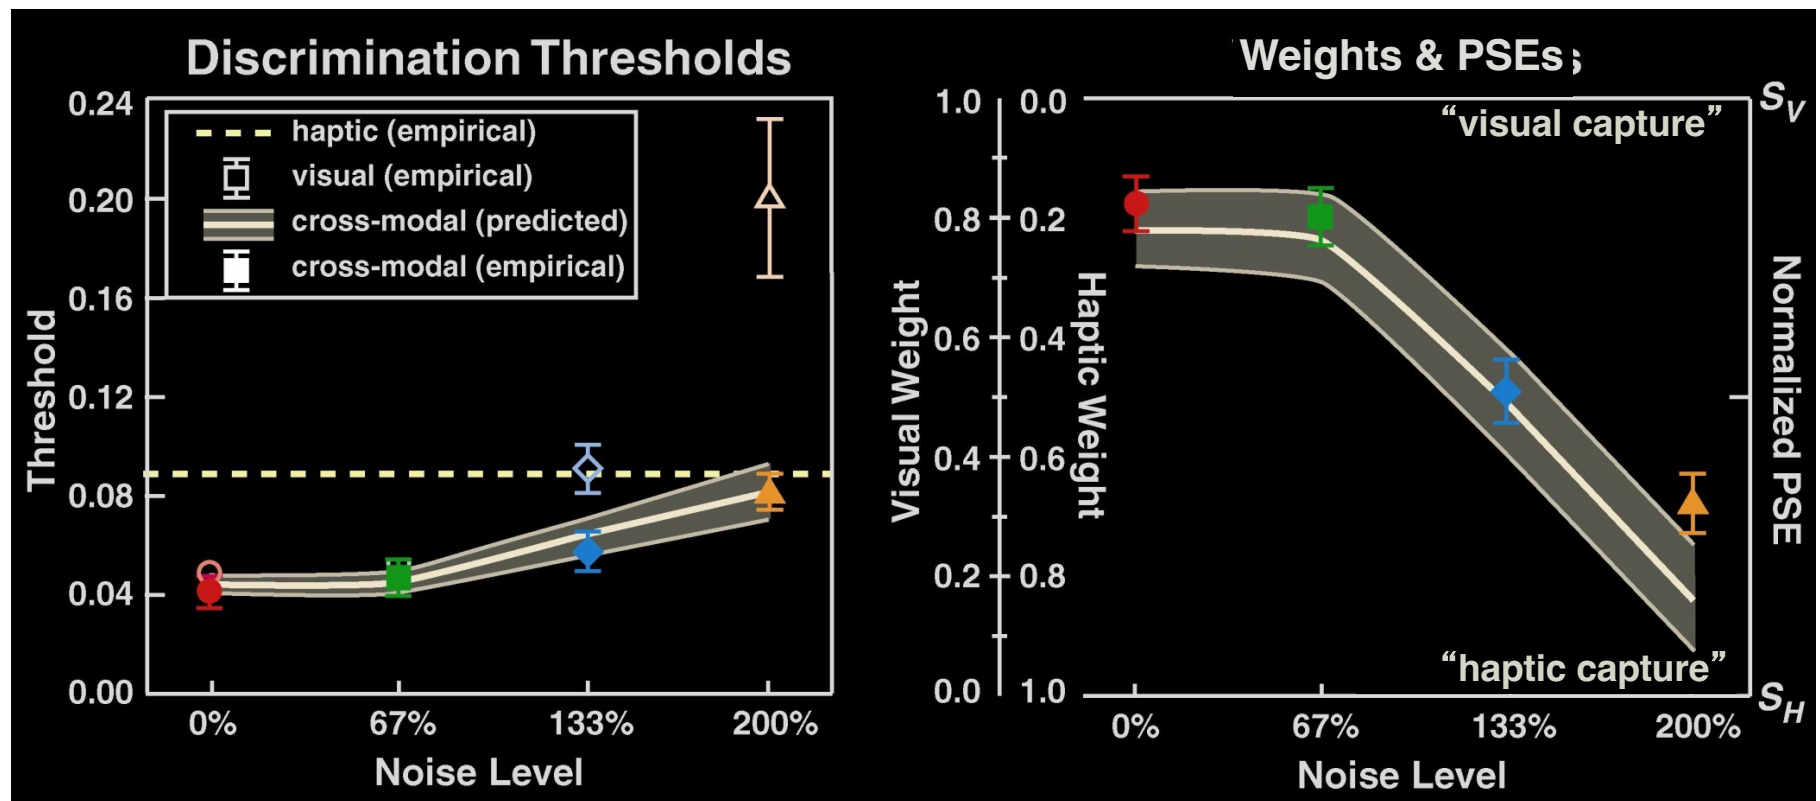 Discrimination Thresholds
0.24
0.20
0.16
0.12
0.08
0.04
0.00
Threshold
haptic (empirical)
visual (empirical)
cross-modal (predicted)
cross-modal (empirical)
0% 67% 133% 200%
Noise Level
Weights & PSEs
s
1.0 0.0
0.8 0.2
0.6 0.4
0.4 0.6
0.2 0.8
0.0 1.0
Visual Weight
Haptic Weight
“visual capture”
“haptic capture”
SV
Normalized PSE
SH
0% 67% 133% 200%
Noise Level